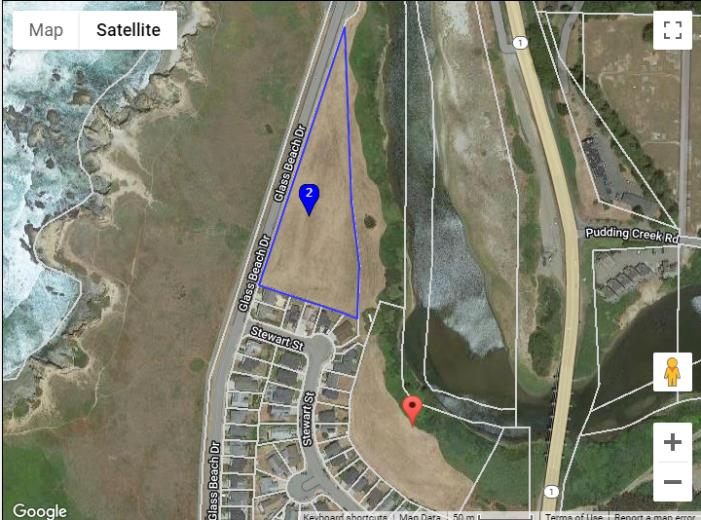 Map Satellite
1
Glass Beach Dr
2
Pudding Creek Rd
Glass Beach Dr
Stewart St
Stewart St
Glass Beach Dr
1
Google
Keyboard shortcuts Map Data 50 m Terms of Use Report a map error